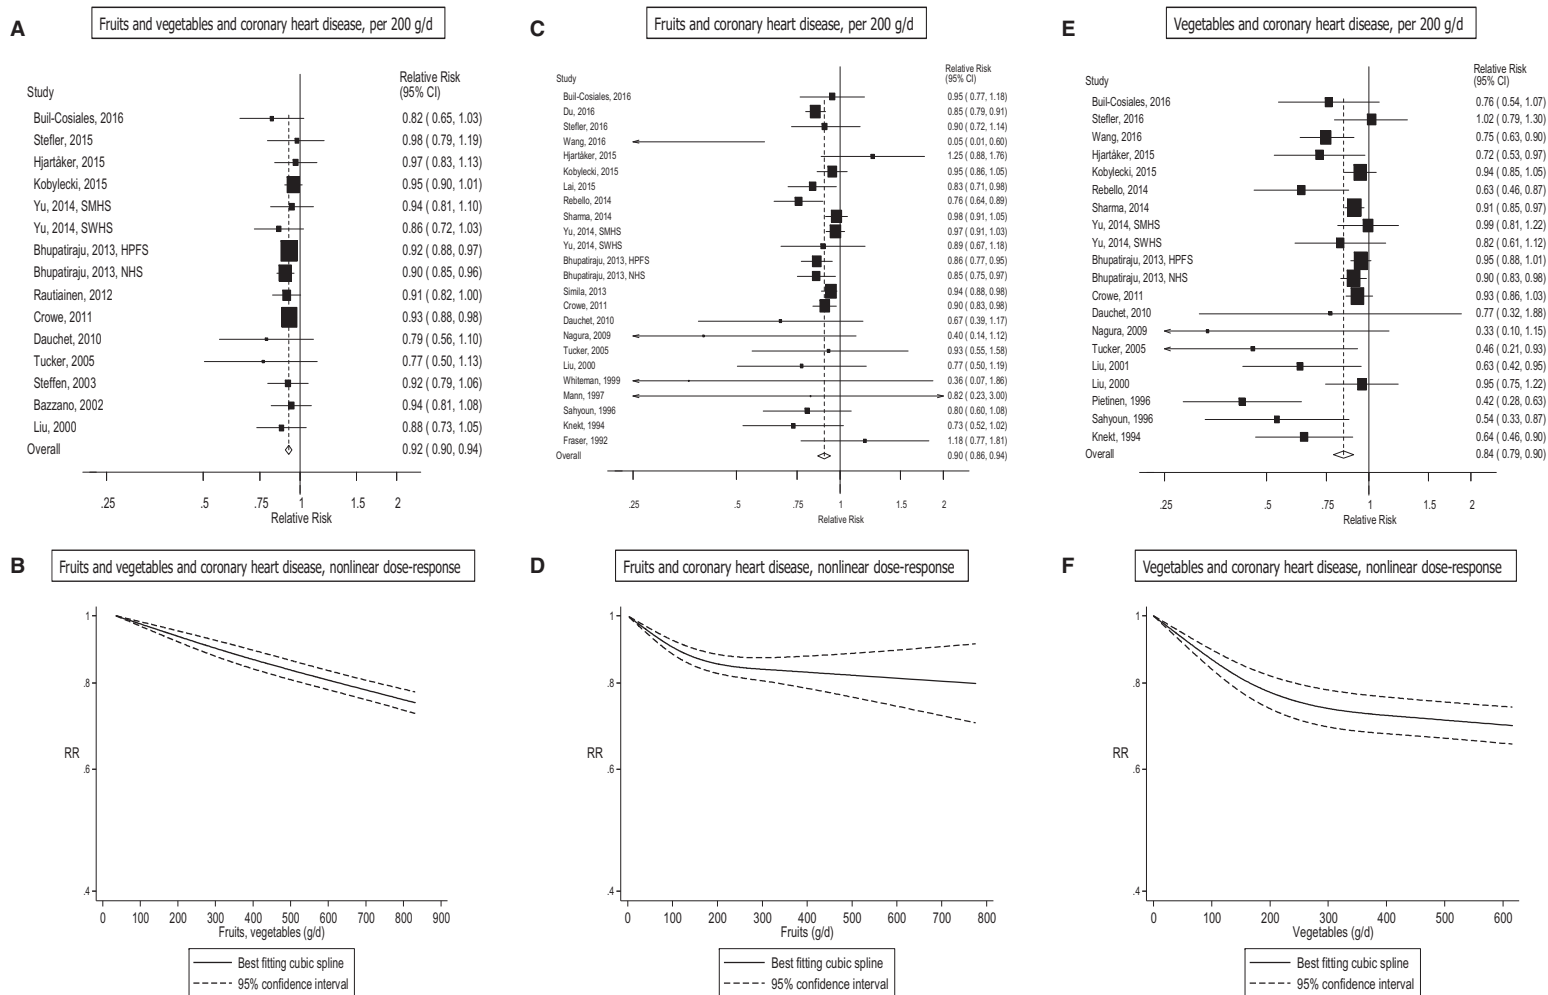 A
Fruits and vegetables and coronary heart disease, per 200 g/d
Relative Risk
(95% CI)
Study
Buil-Cosiales, 2016 0.82 ( 0.65, 1.03)
Stefler, 2015 0.98 ( 0.79, 1.19)
Hjartåker, 2015 0.97 ( 0.83, 1.13)
Kobylecki, 2015 0.95 ( 0.90, 1.01)
Yu, 2014, SMHS 0.94 ( 0.81, 1.10)
Yu, 2014, SWHS 0.86 ( 0.72, 1.03)
Bhupatiraju, 2013, HPFS 0.92 ( 0.88, 0.97)
Bhupatiraju, 2013, NHS 0.90 ( 0.85, 0.96)
Rautiainen, 2012 0.91 ( 0.82, 1.00)
Crowe, 2011 0.93 ( 0.88, 0.98)
Dauchet, 2010 0.79 ( 0.56, 1.10)
Tucker, 2005 0.77 ( 0.50, 1.13)
Steffen, 2003 0.92 ( 0.79, 1.06)
Bazzano, 2002 0.94 ( 0.81, 1.08)
Liu, 2000 0.88 ( 0.73, 1.05)
Overall 0.92 ( 0.90, 0.94)
.25 .5 .75 1 1.5 2
Relative Risk
C
Fruits and coronary heart disease, per 200 g/d
Relative Risk
(95% CI)
Study
Buil-Cosiales, 2016 0.95 ( 0.77, 1.18)
Du, 2016 0.85 ( 0.79, 0.91)
Stefler, 2016 0.90 ( 0.72, 1.14)
Wang, 2016 0.05 ( 0.01, 0.60)
Hjartåker, 2015 1.25 ( 0.88, 1.76)
Kobylecki, 2015 0.95 ( 0.86, 1.05)
Lai, 2015 0.83 ( 0.71, 0.98)
Rebello, 2014 0.76 ( 0.64, 0.89)
Sharma, 2014 0.98 ( 0.91, 1.05)
Yu, 2014, SMHS 0.97 ( 0.91, 1.03)
Yu, 2014, SWHS 0.89 ( 0.67, 1.18)
Bhupatiraju, 2013, HPFS 0.86 ( 0.77, 0.95)
Bhupatiraju, 2013, NHS 0.85 ( 0.75, 0.97)
Simila, 2013 0.94 ( 0.88, 0.98)
Crowe, 2011 0.90 ( 0.83, 0.98)
Dauchet, 2010 0.67 ( 0.39, 1.17)
Nagura, 2009 0.40 ( 0.14, 1.12)
Tucker, 2005 0.93 ( 0.55, 1.58)
Liu, 2000 0.77 ( 0.50, 1.19)
Whiteman, 1999 0.36 ( 0.07, 1.86)
Mann, 1997 0.82 ( 0.23, 3.00)
Sahyoun, 1996 0.80 ( 0.60, 1.08)
Knekt, 1994 0.73 ( 0.52, 1.02)
Fraser, 1992 1.18 ( 0.77, 1.81)
Overall 0.90 ( 0.86, 0.94)
.25 .5 .75 1 1.5 2
Relative Risk
E
Vegetables and coronary heart disease, per 200 g/d
Relative Risk
(95% CI)
Study
Buil-Cosiales, 2016 0.76 ( 0.54, 1.07)
Stefler, 2016 1.02 ( 0.79, 1.30)
Wang, 2016 0.75 ( 0.63, 0.90)
Hjartåker, 2015 0.72 ( 0.53, 0.97)
Kobylecki, 2015 0.94 ( 0.85, 1.05)
Rebello, 2014 0.63 ( 0.46, 0.87)
Sharma, 2014 0.91 ( 0.85, 0.97)
Yu, 2014, SMHS 0.99 ( 0.81, 1.22)
Yu, 2014, SWHS 0.82 ( 0.61, 1.12)
Bhupatiraju, 2013, HPFS 0.95 ( 0.88, 1.01)
Bhupatiraju, 2013, NHS 0.90 ( 0.83, 0.98)
Crowe, 2011 0.93 ( 0.86, 1.03)
Dauchet, 2010 0.77 ( 0.32, 1.88)
Nagura, 2009 0.33 ( 0.10, 1.15)
Tucker, 2005 0.46 ( 0.21, 0.93)
Liu, 2001 0.63 ( 0.42, 0.95)
Liu, 2000 0.95 ( 0.75, 1.22)
Pietinen, 1996 0.42 ( 0.28, 0.63)
Sahyoun, 1996 0.54 ( 0.33, 0.87)
Knekt, 1994 0.64 ( 0.46, 0.90)
Overall 0.84 ( 0.79, 0.90)
.25 .5 .75 1 1.5 2
Relative Risk
B
Fruits and vegetables and coronary heart disease, nonlinear dose-response
1
.8
RR
.6
.4
0 100 200 300 400 500 600 700 800 900
Fruits, vegetables (g/d)
Best fitting cubic spline
95% confidence interval
D
Fruits and coronary heart disease, nonlinear dose-response
1
.8
RR
.6
.4
0 100 200 300 400 500 600 700 800
Fruits (g/d)
Best fitting cubic spline
95% confidence interval
F
Vegetables and coronary heart disease, nonlinear dose-response
1
.8
RR
.6
.4
0 100 200 300 400 500 600
Vegetables (g/d)
Best fitting cubic spline
95% confidence interval